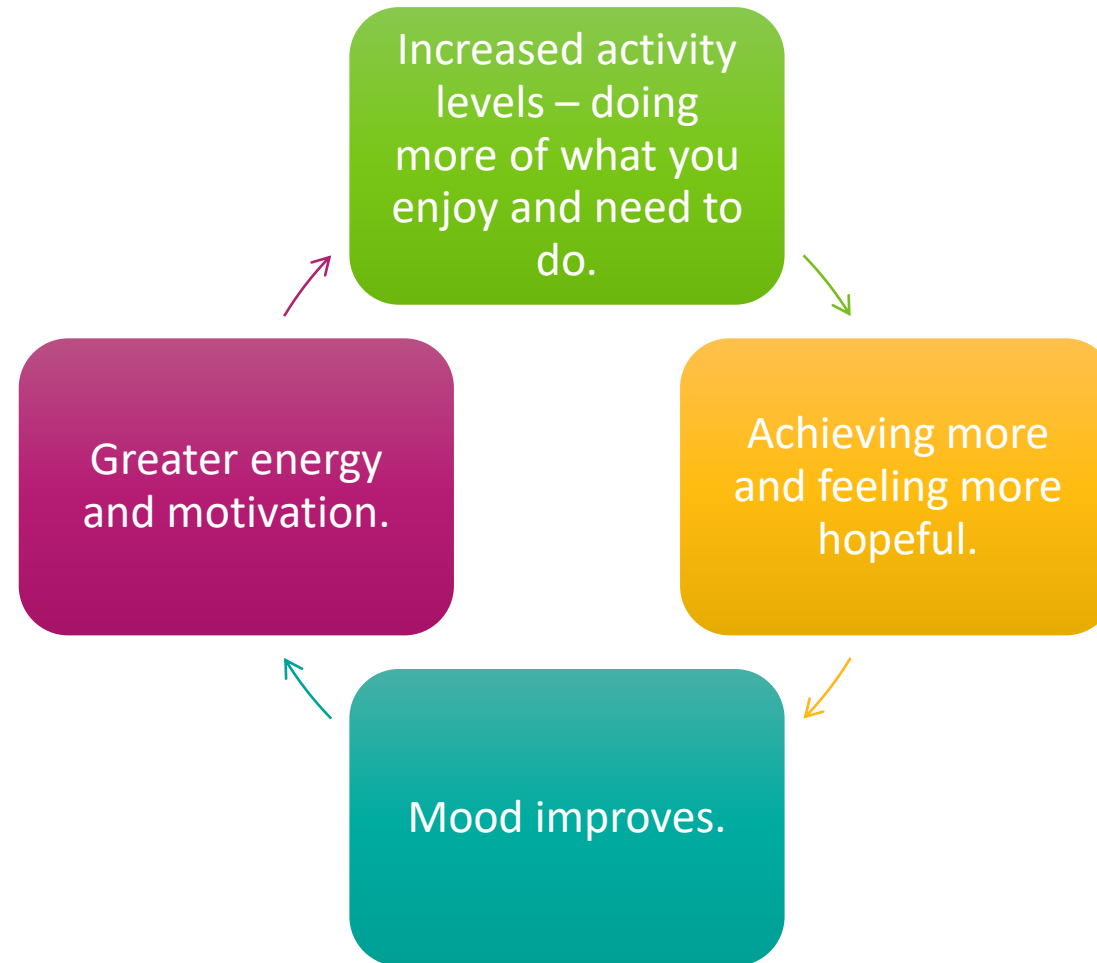 Increased activity
levels – doing
more of what you
enjoy and need to
do.
Achieving more
and feeling more
hopeful.
Mood improves.
Greater energy
and motivation.